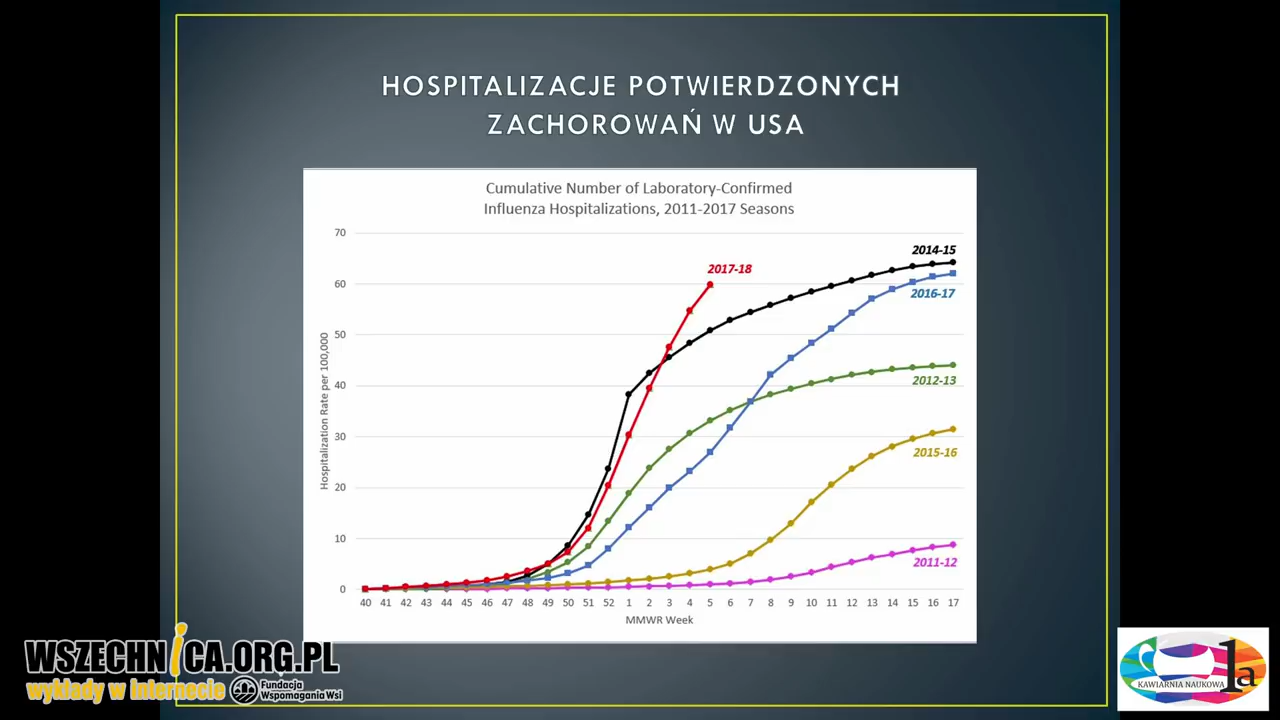 HOSPITALIZACJE POTWIERDZONYCH
ZACHOROWAŃ W USA
Cumulative Number of Laboratory-Confirmed
Influenza Hospitalizations, 2011-2017 Seasons
Hospitalization Rate per 100,000
70
60
50
40
30
20
10
0
2017-18
2014-15
2016-17
2012-13
2015-16
2011-12
40 41 42 43 44 45 46 47 48 49 50 51 52 1 2 3 4 5 6 7 8 9 10 11 12 13 14 15 16 17
MMWR Week
WSZECHNICA.ORG.PL
wykłady w internecie
Fundacja
Wspomagania Wsi
KAWIARNIA NAUKOWA
1a